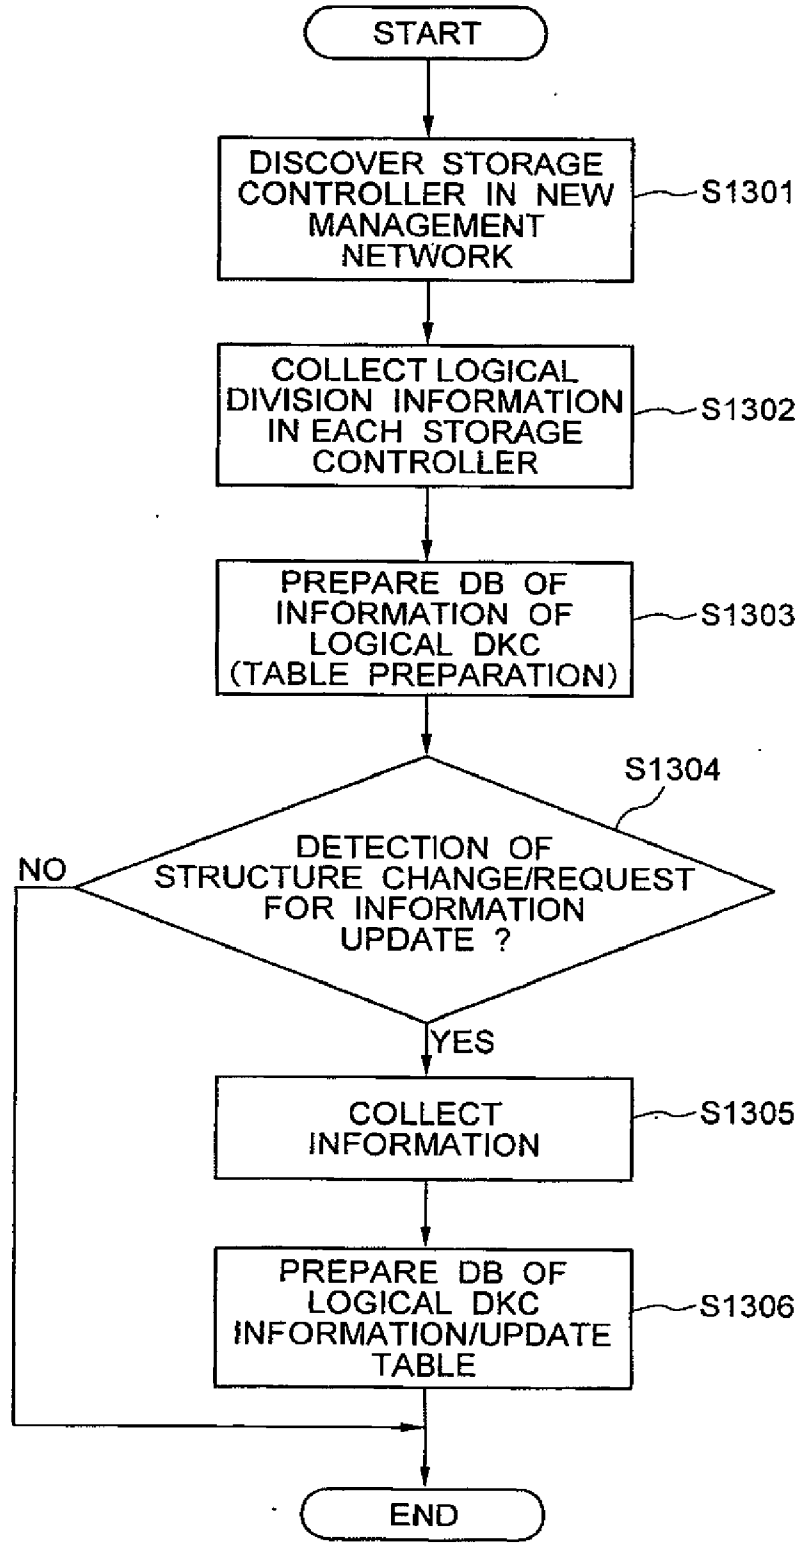 START
DISCOVER STORAGE
CONTROLLER IN NEW
MANAGEMENT
NETWORK
S1301
COLLECT LOGICAL
DIVISION INFORMATION
IN EACH STORAGE
CONTROLLER
S1302
PREPARE DB OF
INFORMATION OF
LOGICAL DKC
(TABLE PREPARATION)
S1303
S1304
DETECTION OF
STRUCTURE CHANGE/REQUEST
FOR INFORMATION
UPDATE ?
NO
YES
COLLECT
INFORMATION
S1305
PREPARE DB OF
LOGICAL DKC
INFORMATION/UPDATE
TABLE
S1306
END